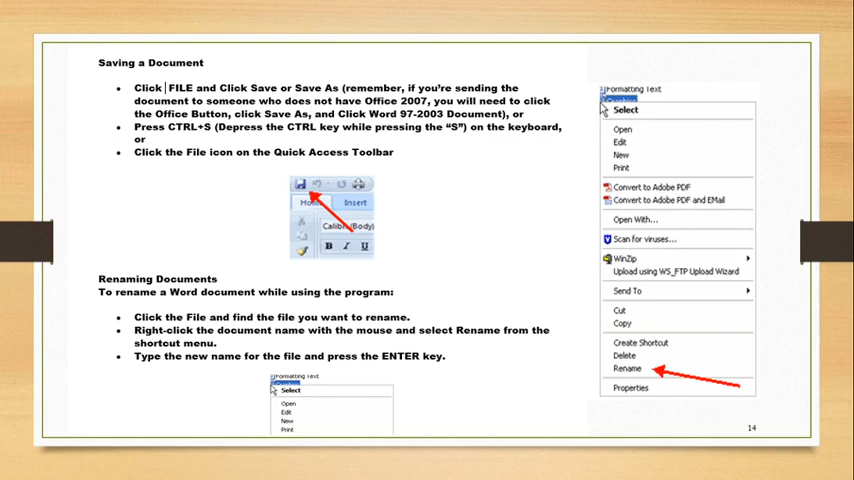 Saving a Document
• Click FILE and Click Save or Save As (remember, if you're sending the
document to someone who does not have Office 2007, you will need to click
the Office Button, click Save As, and Click Word 97-2003 Document), or
• Press CTRL+S (Depress the CTRL key while pressing the “S”) on the keyboard,
or
• Click the File icon on the Quick Access Toolbar
Home Insert
Calibri (Body)
B I U
Renaming Documents
To rename a Word document while using the program:
• Click the File and find the file you want to rename.
• Right-click the document name with the mouse and select Rename from the
shortcut menu.
• Type the new name for the file and press the ENTER key.
Formatting Text
Select
Open
Edit
New
Print
Formatting Text
Select
Open
Edit
New
Print
Convert to Adobe PDF
Convert to Adobe PDF and EMail
Open With...
Scan for viruses...
WinZip
Upload using WS_FTP Upload Wizard
Send To
Cut
Copy
Create Shortcut
Delete
Rename
Properties
14